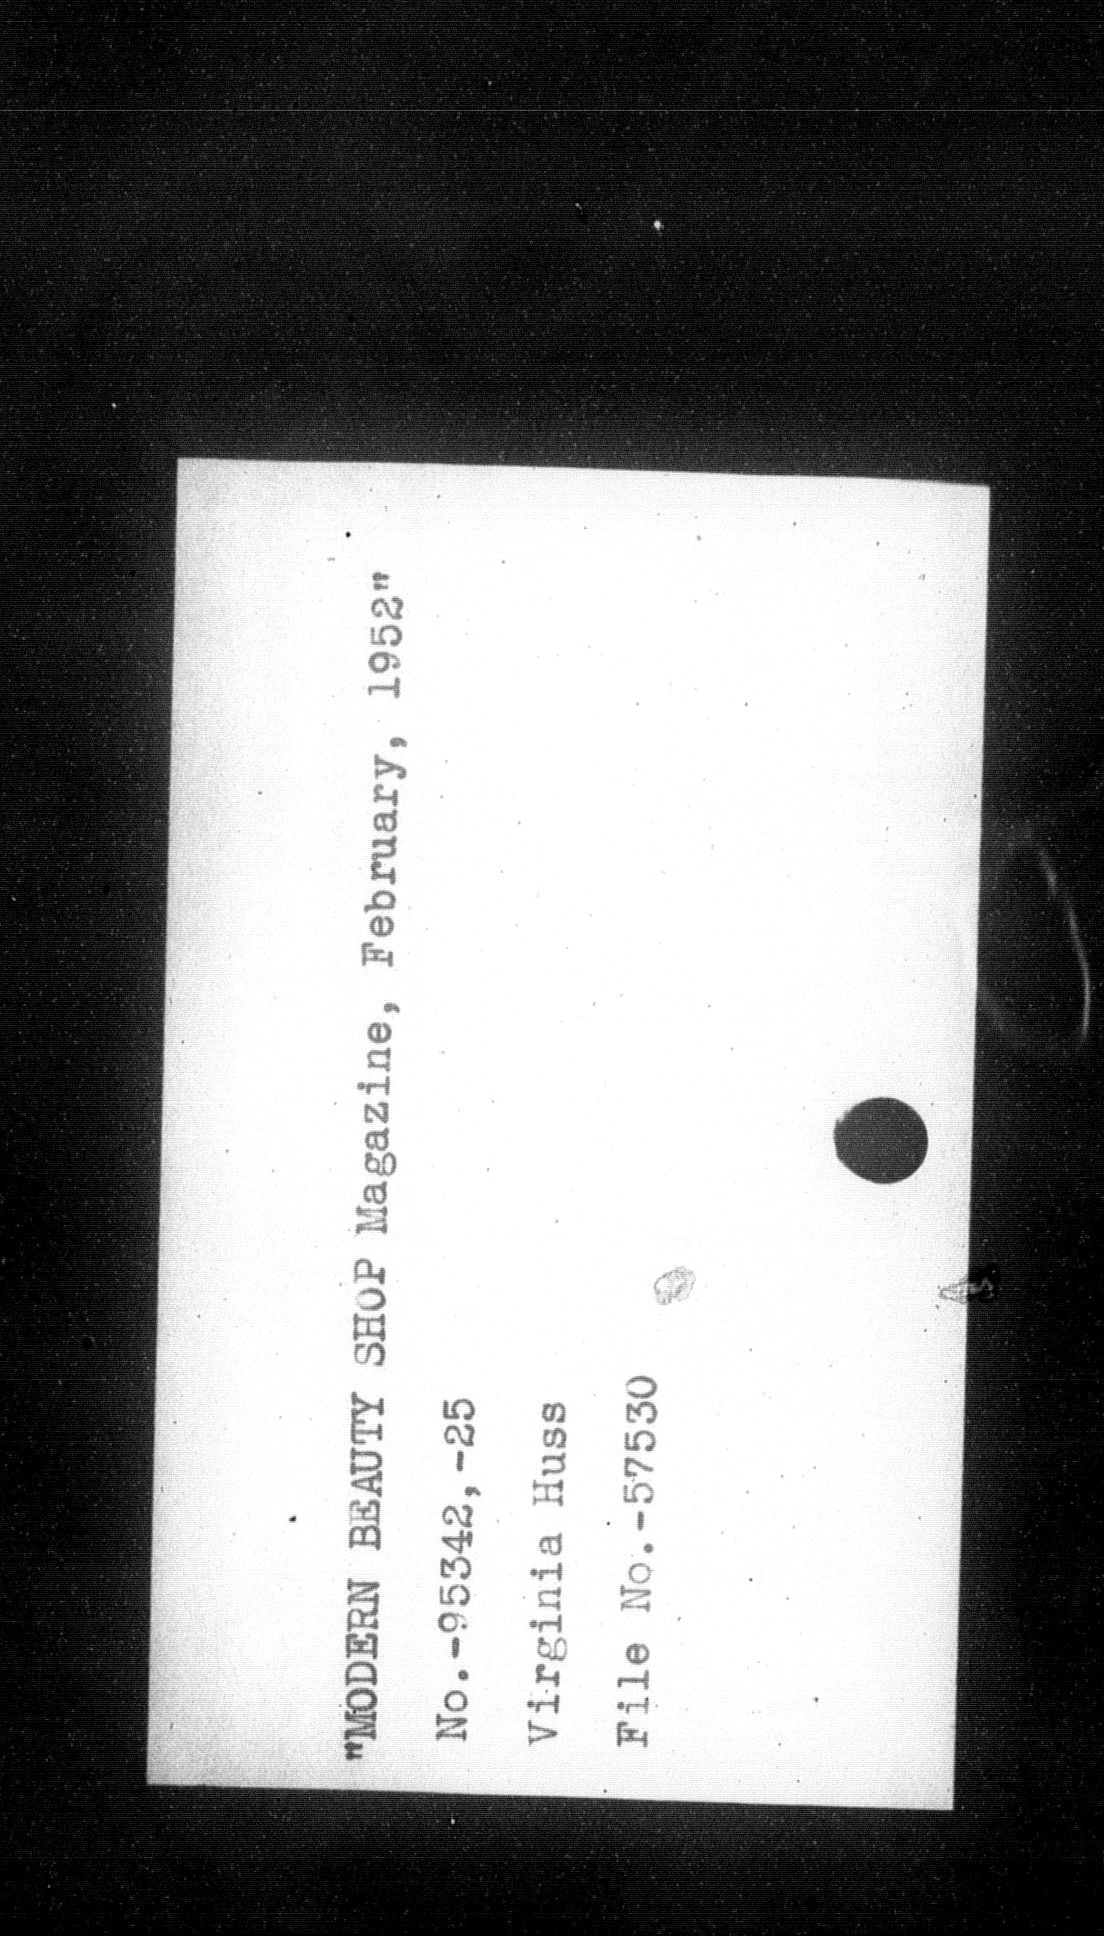 "MODERN BEAUTY SHOP Magazine, February, 1952"
No.-95342,-25
Virginia Huss
File No.-57530